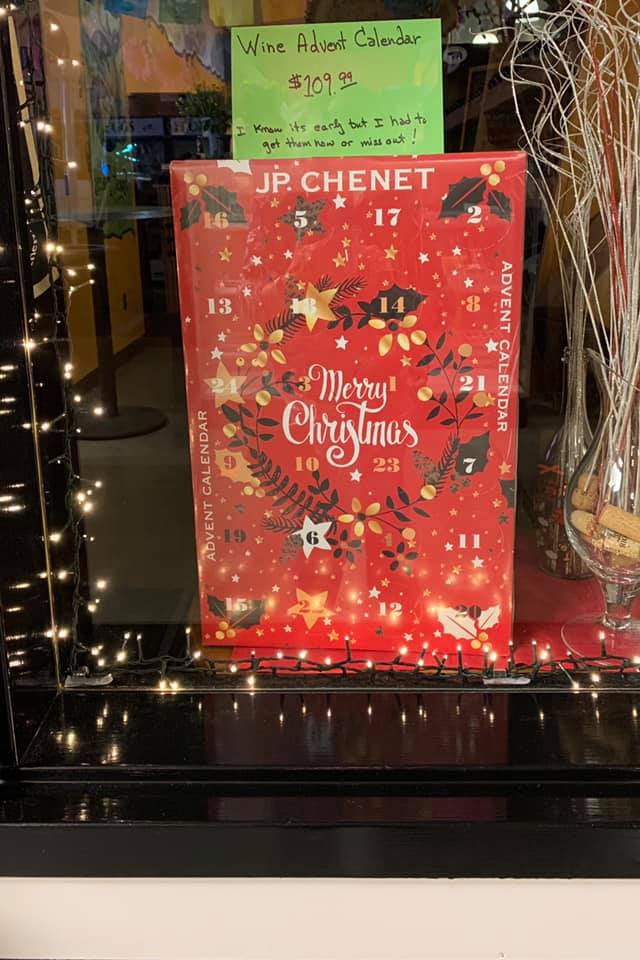 Wine Advent Calendar
$109.99
I know its early but I had to
get them now or miss out!
JP. CHENET
16 5 17 2
13 18 14 8
24 3 1 21
Merry
Christmas
9 10 23 7
19 6 11
15 12 20
ADVENT CALENDAR
ADVENT CALENDAR